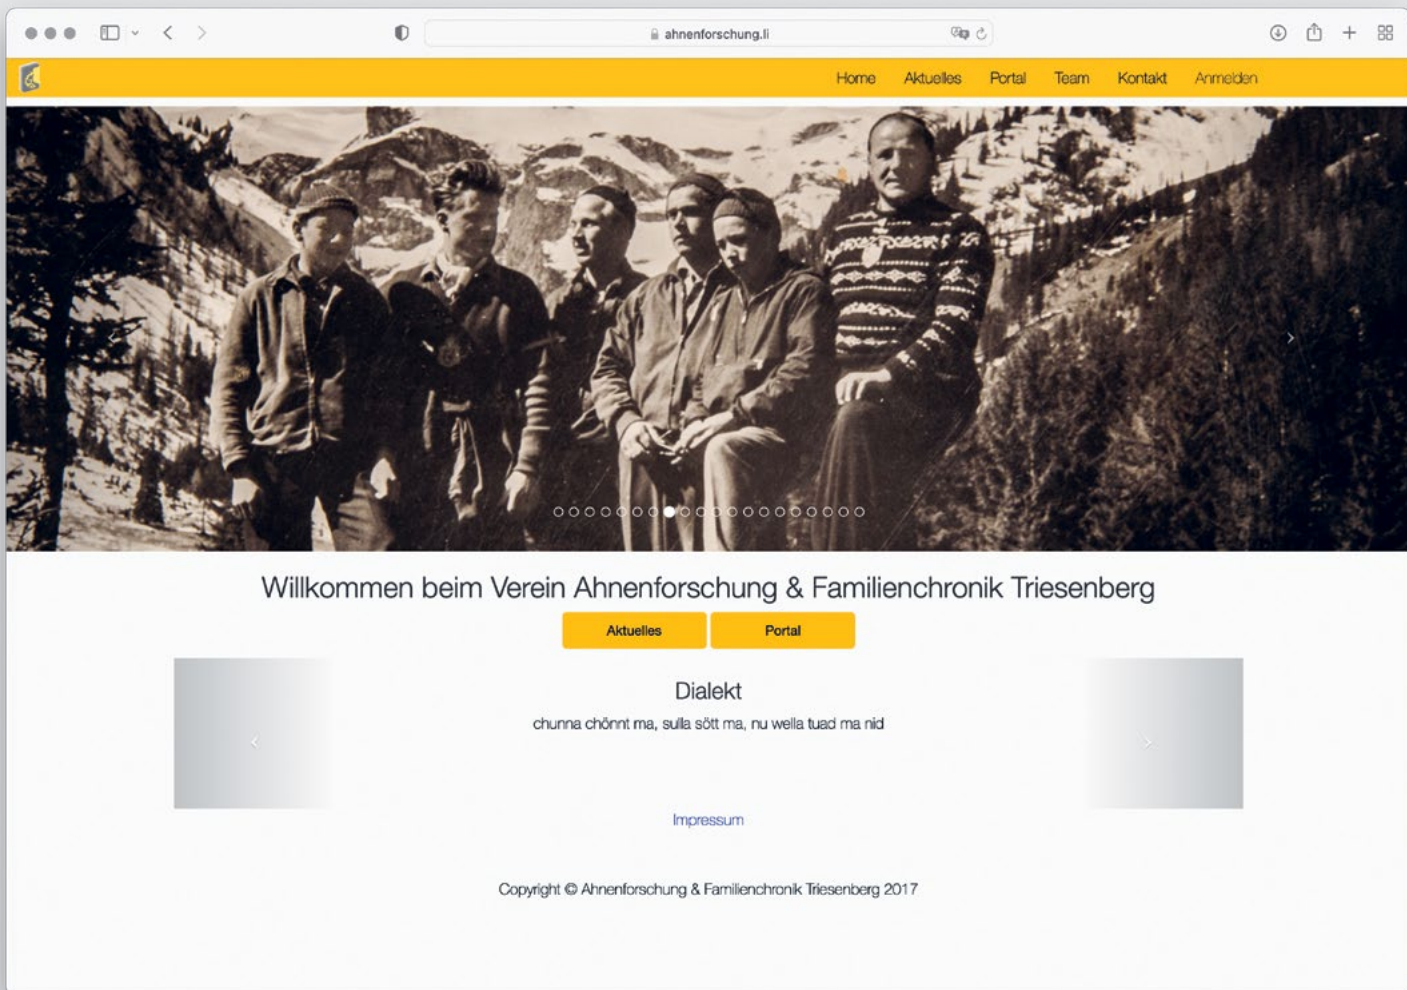 ahnenforschung.li
Home Aktuelles Portal Team Kontakt Anmelden
Willkommen beim Verein Ahnenforschung & Familienchronik Triesenberg
Aktuelles Portal
Dialekt
chunna chönnt ma, sulla sött ma, nu wella tuad ma nid
Impressum
Copyright © Ahnenforschung & Familienchronik Triesenberg 2017